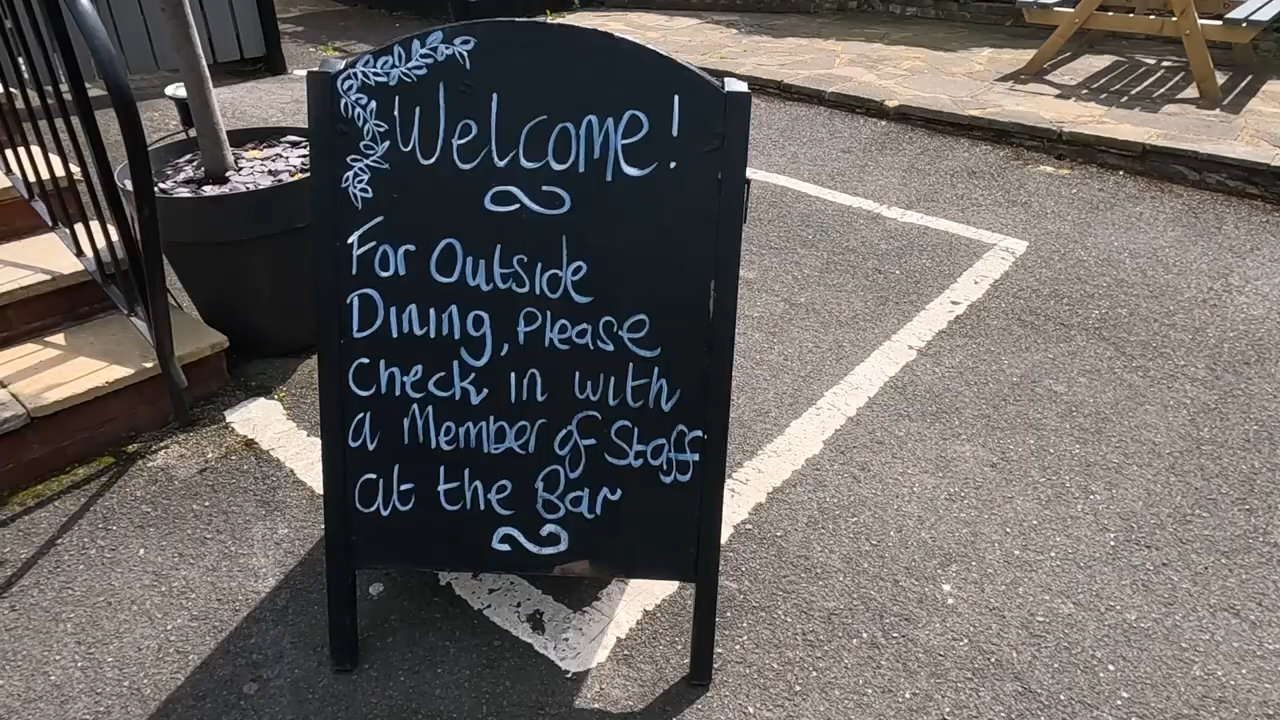 Welcome!
For Outside
Dining, Please
Check in with
a Member of Staff
at the Bar